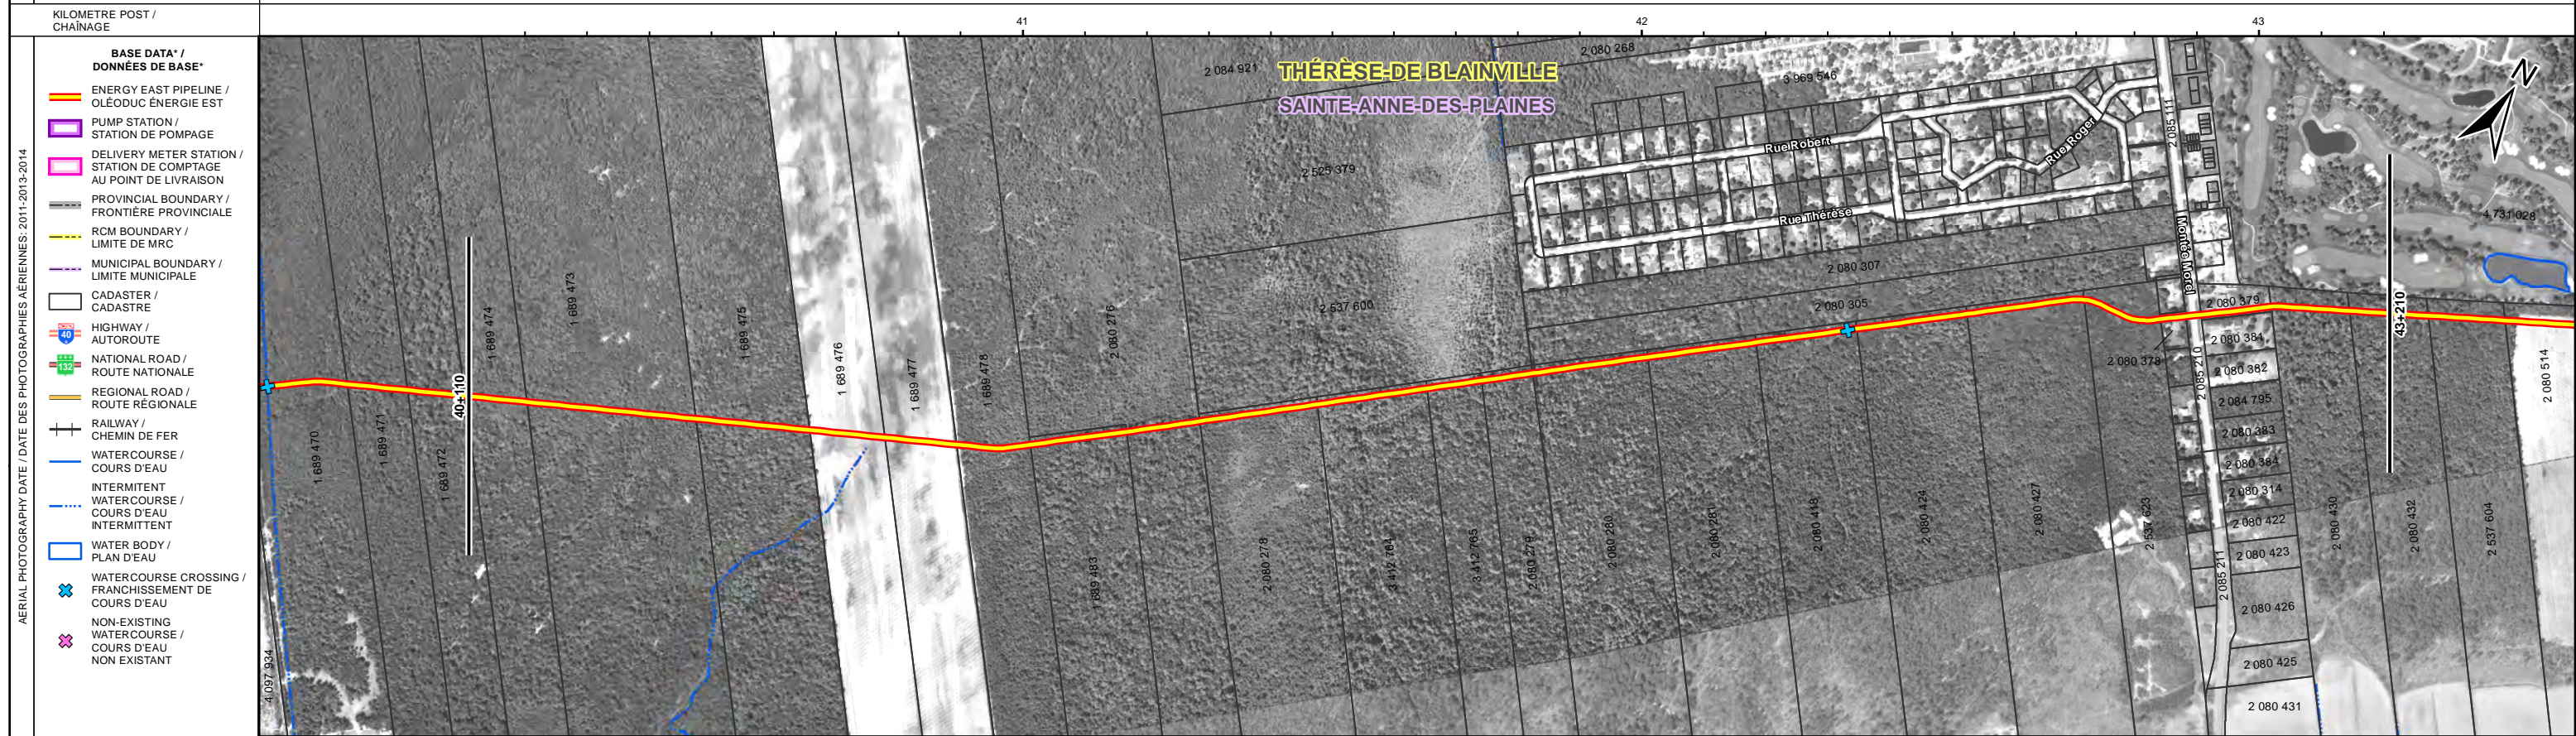 KILOMETRE POST /
CHAÎNAGE
41
42
43
AERIAL PHOTOGRAPHY DATE / DATE DES PHOTOGRAPHIES AÉRIENNES: 2011-2013-2014
BASE DATA* /
DONNÉES DE BASE*
ENERGY EAST PIPELINE /
OLÉODUC ÉNERGIE EST
PUMP STATION /
STATION DE POMPAGE
DELIVERY METER STATION /
STATION DE COMPTAGE
AU POINT DE LIVRAISON
PROVINCIAL BOUNDARY /
FRONTIÈRE PROVINCIALE
RCM BOUNDARY /
LIMITE DE MRC
MUNICIPAL BOUNDARY /
LIMITE MUNICIPALE
CADASTER /
CADASTRE
40
HIGHWAY /
AUTOROUTE
132
NATIONAL ROAD /
ROUTE NATIONALE
REGIONAL ROAD /
ROUTE RÉGIONALE
RAILWAY /
CHEMIN DE FER
WATERCOURSE /
COURS D'EAU
INTERMITENT
WATERCOURSE /
COURS D'EAU
INTERMITTENT
WATER BODY /
PLAN D'EAU
WATERCOURSE CROSSING /
FRANCHISSEMENT DE
COURS D'EAU
NON-EXISTING
WATERCOURSE /
COURS D'EAU
NON EXISTANT
THÉRÈSE-DE BLAINVILLE
SAINTE-ANNE-DES-PLAINES
N
2 084 921
2 080 268
3 969 546
2 085 111
2 525 379
Rue Robert
Rue Roger
Rue Thérèse
Monté Morel
4 731 028
2 080 307
2 080 305
2 537 600
2 080 276
1 689 473
1 689 474
1 689 475
1 689 476
1 689 477
1 689 478
40+110
43+210
2 080 379
2 080 384
2 080 378
2 080 382
2 085 210
2 084 795
2 080 383
2 080 384
2 080 314
2 080 422
2 080 423
2 080 426
2 080 425
2 080 431
2 080 514
1 689 470
1 689 471
1 689 472
4 097 934
1 689 483
2 080 278
3 412 764
3 412 765
2 080 279
2 080 280
2 080 281
2 080 418
2 080 424
2 080 427
2 537 623
2 085 211
2 080 430
2 080 432
2 537 604